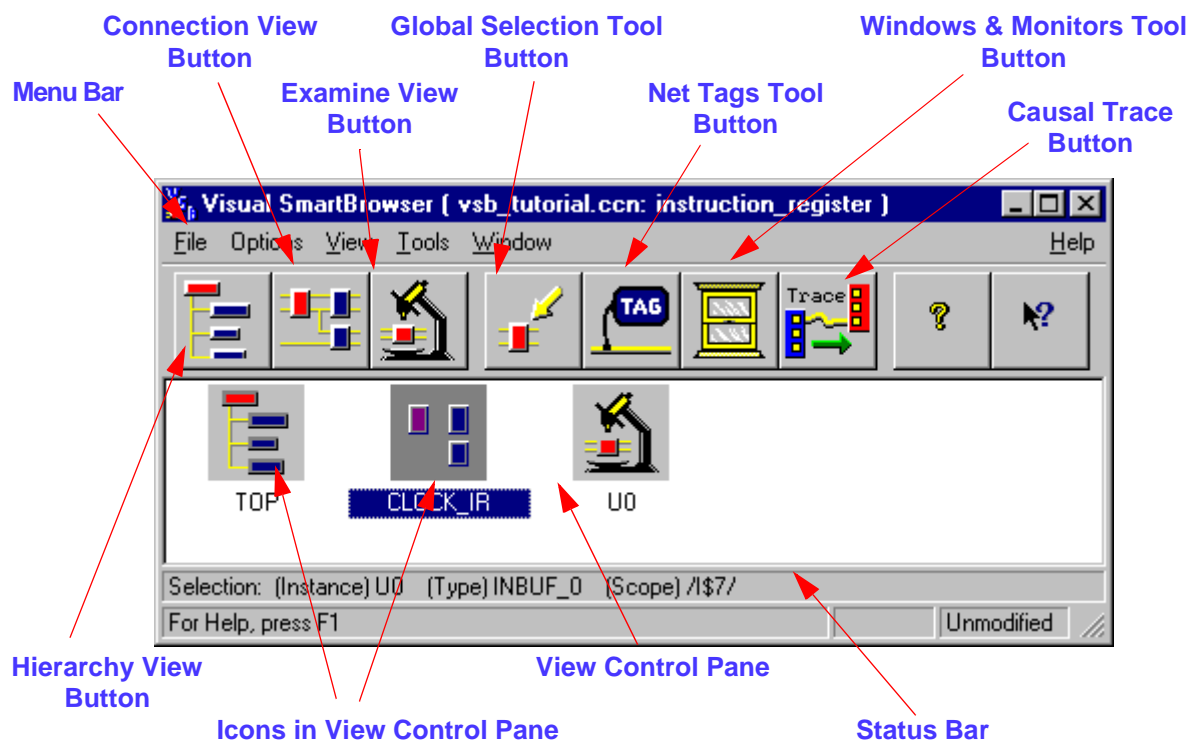 Connection View Button
Global Selection Tool Button
Windows & Monitors Tool Button
Menu Bar
Examine View Button
Net Tags Tool Button
Causal Trace Button
Visual SmartBrowser ( vsb_tutorial.ccn: instruction_register )
File Options View Tools Window Help
TAG
Trace
?
?
TOP CLOCK_IR U0
Selection: (Instance) U0 (Type) INBUF_0 (Scope) /I$7/
For Help, press F1 Unmodified
Hierarchy View Button
View Control Pane
Icons in View Control Pane
Status Bar